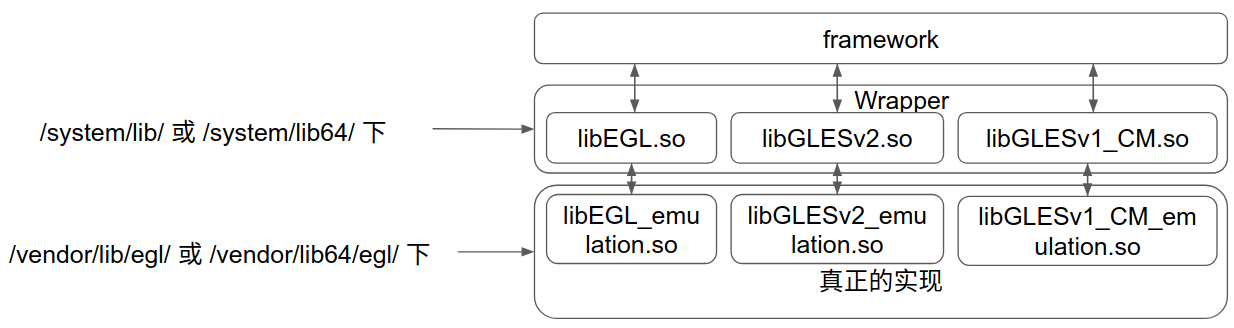 framework
Wrapper
/system/lib/ 或 /system/lib64/ 下
libEGL.so
libGLESv2.so
libGLESv1_CM.so
libEGL_emu
lation.so
libGLESv2_emu
lation.so
libGLESv1_CM_em
ulation.so
/vendor/lib/egl/ 或 /vendor/lib64/egl/ 下
真正的实现